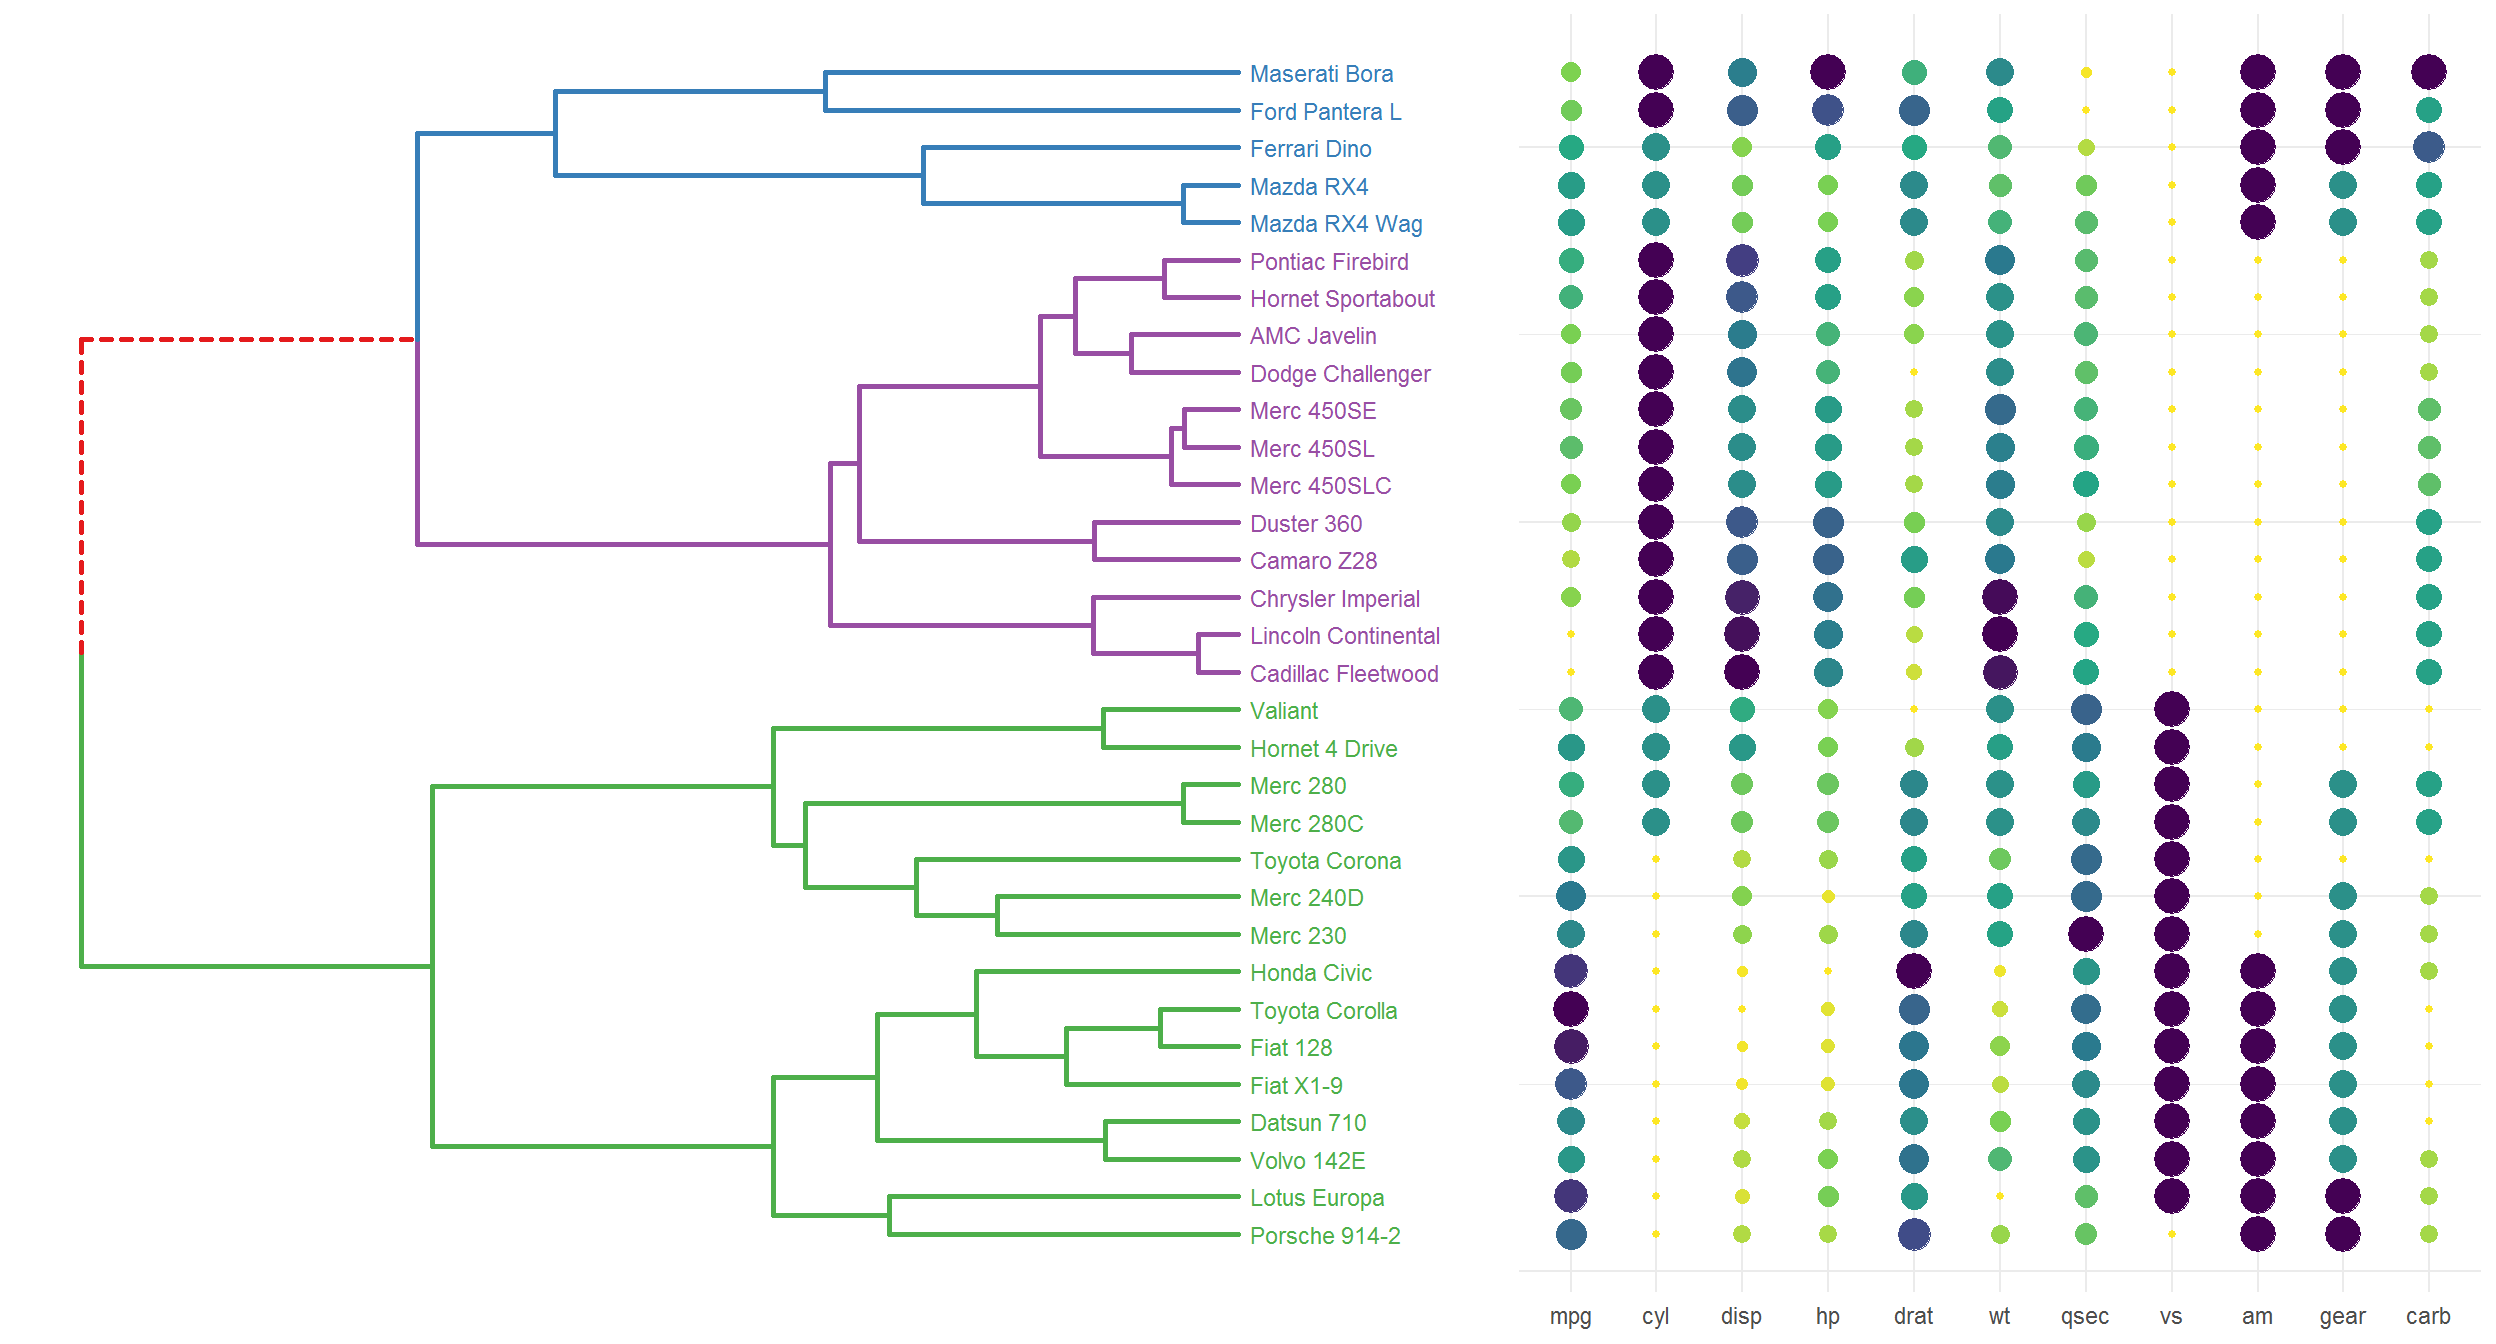 Maserati Bora
Ford Pantera L
Ferrari Dino
Mazda RX4
Mazda RX4 Wag
Pontiac Firebird
Hornet Sportabout
AMC Javelin
Dodge Challenger
Merc 450SE
Merc 450SL
Merc 450SLC
Duster 360
Camaro Z28
Chrysler Imperial
Lincoln Continental
Cadillac Fleetwood
Valiant
Hornet 4 Drive
Merc 280
Merc 280C
Toyota Corona
Merc 240D
Merc 230
Honda Civic
Toyota Corolla
Fiat 128
Fiat X1-9
Datsun 710
Volvo 142E
Lotus Europa
Porsche 914-2
mpg cyl disp hp drat wt qsec vs am gear carb